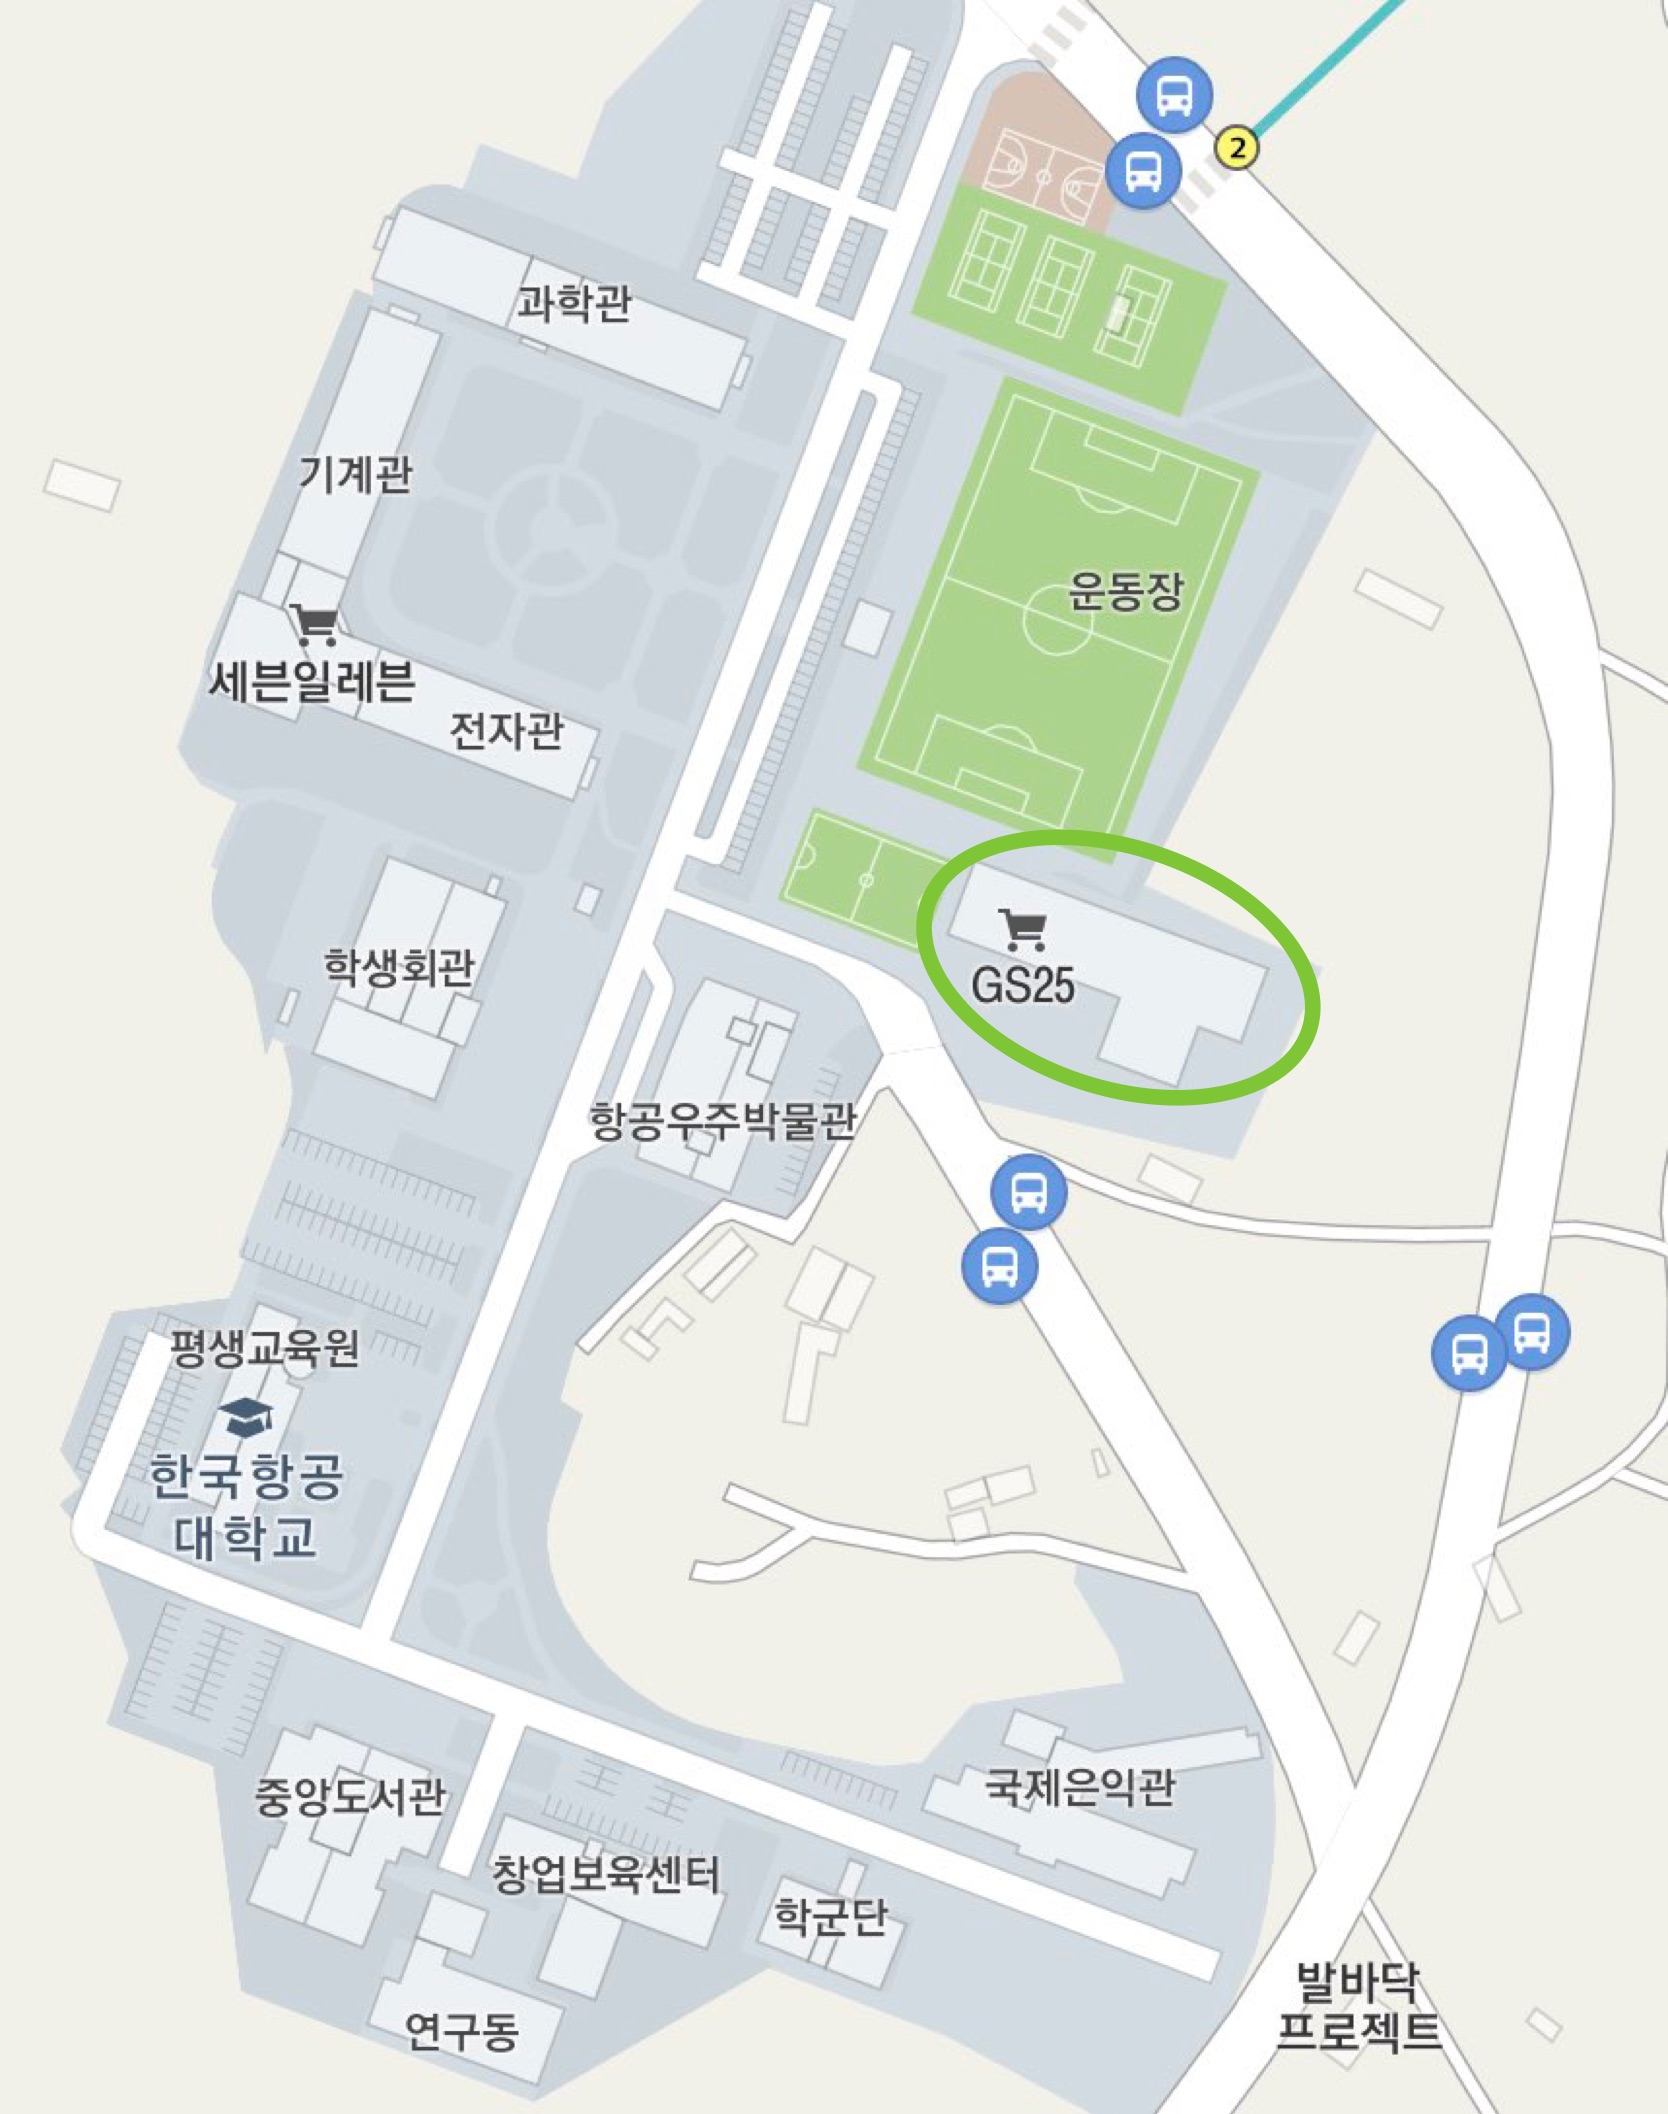 2
과학관
기계관
운동장
세븐일레븐
전자관
학생회관
GS25
항공우주박물관
평생교육원
한국항공
대학교
중앙도서관
국제은익관
창업보육센터
학군단
연구동
발바닥
프로젝트